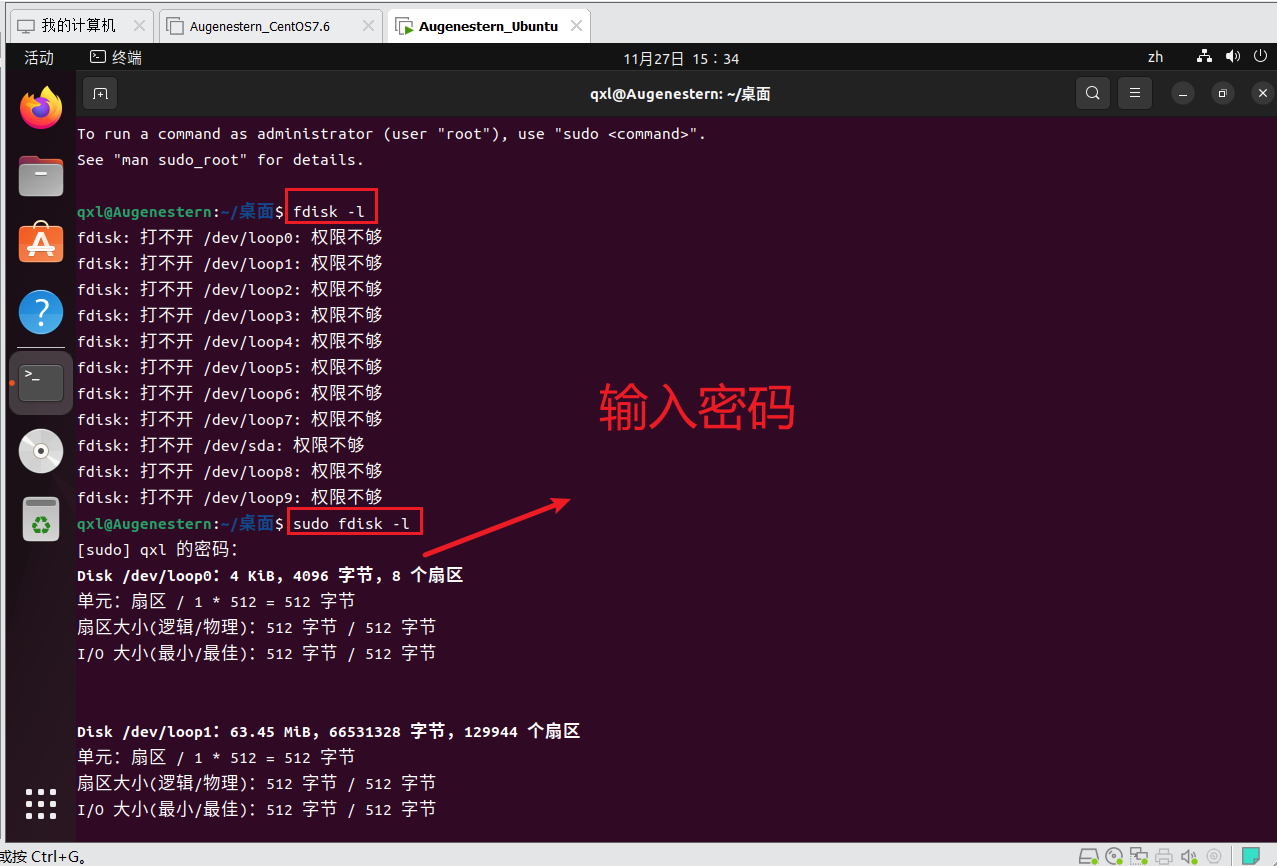 我的计算机
Augenestern_CentOS7.6
Augenestern_Ubuntu
活动
终端
11月27日 15：34
zh
qxl@Augenestern: ~/桌面
To run a command as administrator (user "root"), use "sudo <command>".
See "man sudo_root" for details.
qxl@Augenestern:~/桌面$ fdisk -l
fdisk: 打不开 /dev/loop0: 权限不够
fdisk: 打不开 /dev/loop1: 权限不够
fdisk: 打不开 /dev/loop2: 权限不够
fdisk: 打不开 /dev/loop3: 权限不够
fdisk: 打不开 /dev/loop4: 权限不够
fdisk: 打不开 /dev/loop5: 权限不够
fdisk: 打不开 /dev/loop6: 权限不够
fdisk: 打不开 /dev/loop7: 权限不够
fdisk: 打不开 /dev/sda: 权限不够
fdisk: 打不开 /dev/loop8: 权限不够
fdisk: 打不开 /dev/loop9: 权限不够
输入密码
qxl@Augenestern:~/桌面$ sudo fdisk -l
[sudo] qxl 的密码：
Disk /dev/loop0：4 KiB，4096 字节，8 个扇区
单元：扇区 / 1 * 512 = 512 字节
扇区大小(逻辑/物理)：512 字节 / 512 字节
I/O 大小(最小/最佳)：512 字节 / 512 字节
Disk /dev/loop1：63.45 MiB，66531328 字节，129944 个扇区
单元：扇区 / 1 * 512 = 512 字节
扇区大小(逻辑/物理)：512 字节 / 512 字节
I/O 大小(最小/最佳)：512 字节 / 512 字节
或按 Ctrl+G。